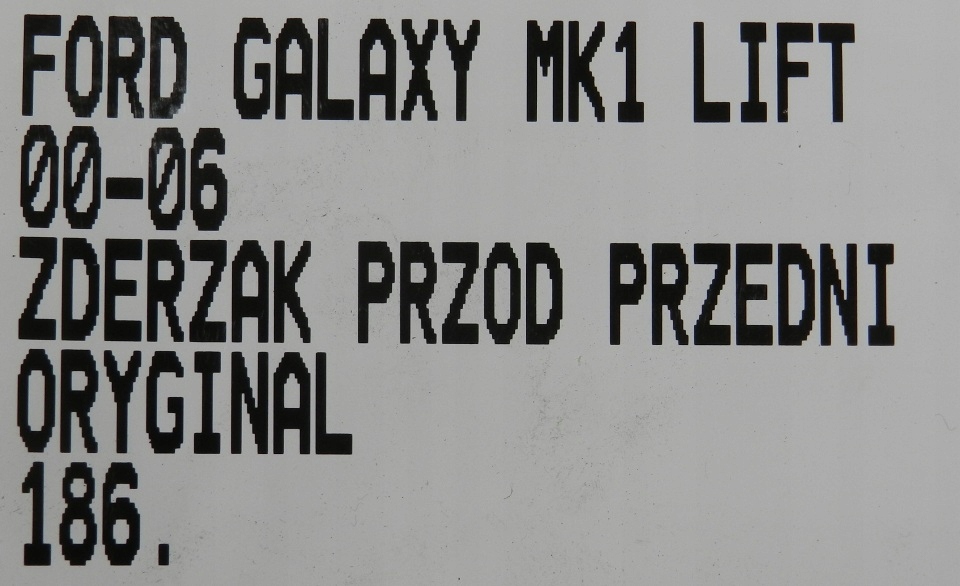 FORD GALAXY MK1 LIFT
00-06
ZDERZAK PRZOD PRZEDNI
ORYGINAL
186.